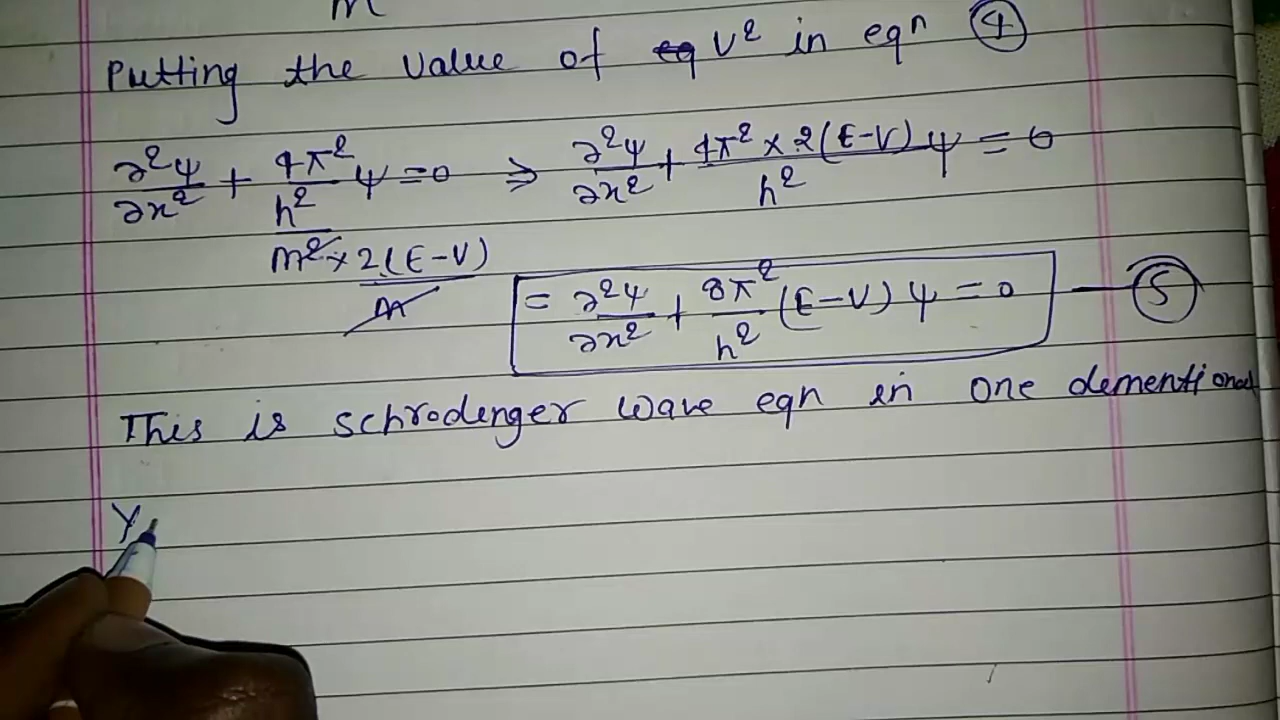 m
Putting the value of eq v² in eqⁿ ④
∂²ψ/∂x² + 4π²/(h²/(m² × 2(E-V)/m)) ψ = 0 ⇒ ∂²ψ/∂x² + 4π² × 2(E-V)/h² ψ = 0
= ∂²ψ/∂x² + 8π²/h² (E-V) ψ = 0 — ⑤
This is schrodenger wave eqn in one dementional
Y